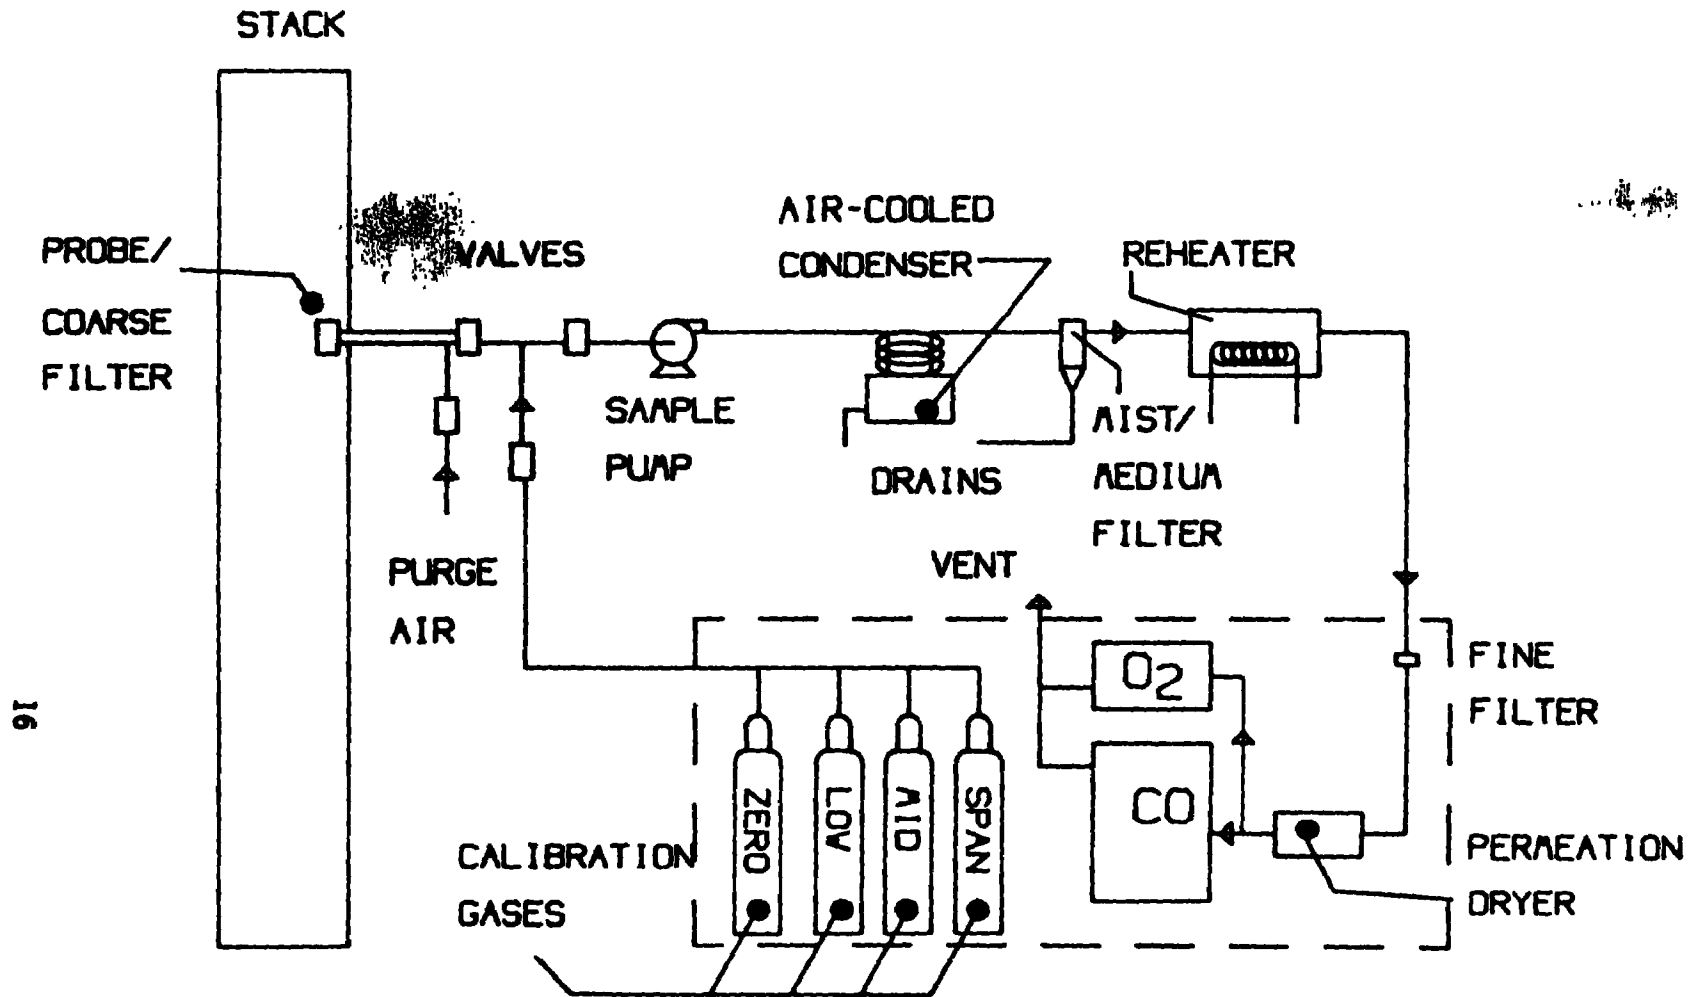 STACK
PROBE/
COARSE
FILTER
VALVES
AIR-COOLED
CONDENSER
REHEATER
SAMPLE
PUMP
DRAINS
MIST/
MEDIUM
FILTER
PURGE
AIR
VENT
FINE
FILTER
O2
CO
ZERO
LOW
MID
SPAN
CALIBRATION
GASES
PERMEATION
DRYER
16